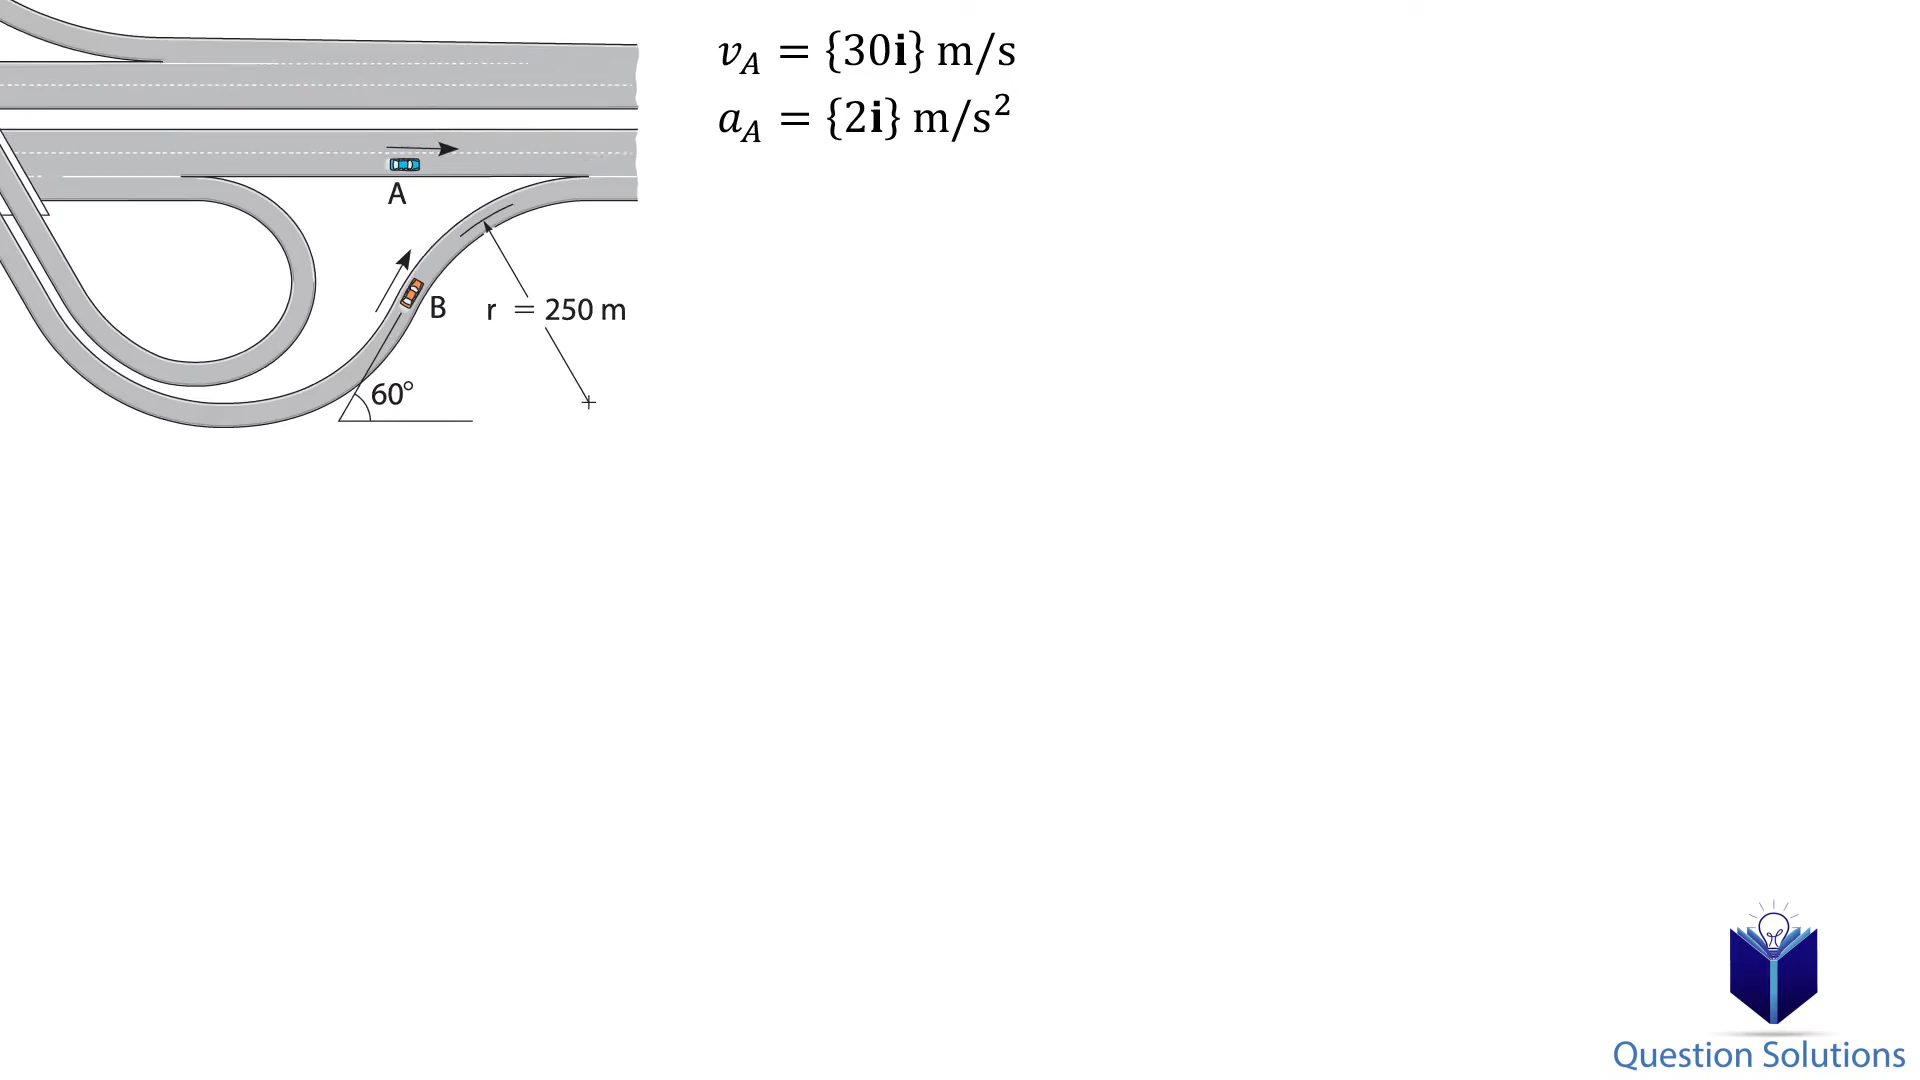 v_A = {30i} m/s
a_A = {2i} m/s²
A
B
r = 250 m
60°
Question Solutions